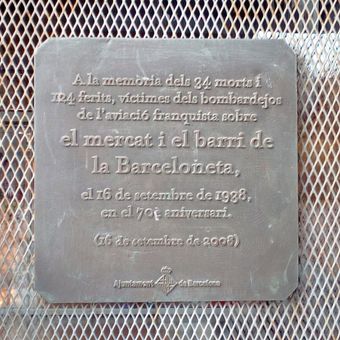 A la memòria dels 34 morts i
124 ferits, víctimes dels bombardejos
de l'aviació franquista sobre
el mercat i el barri de
la Barceloneta,
el 16 de setembre de 1938,
en el 70è aniversari.
(16 de setembre de 2008)
Ajuntament de Barcelona